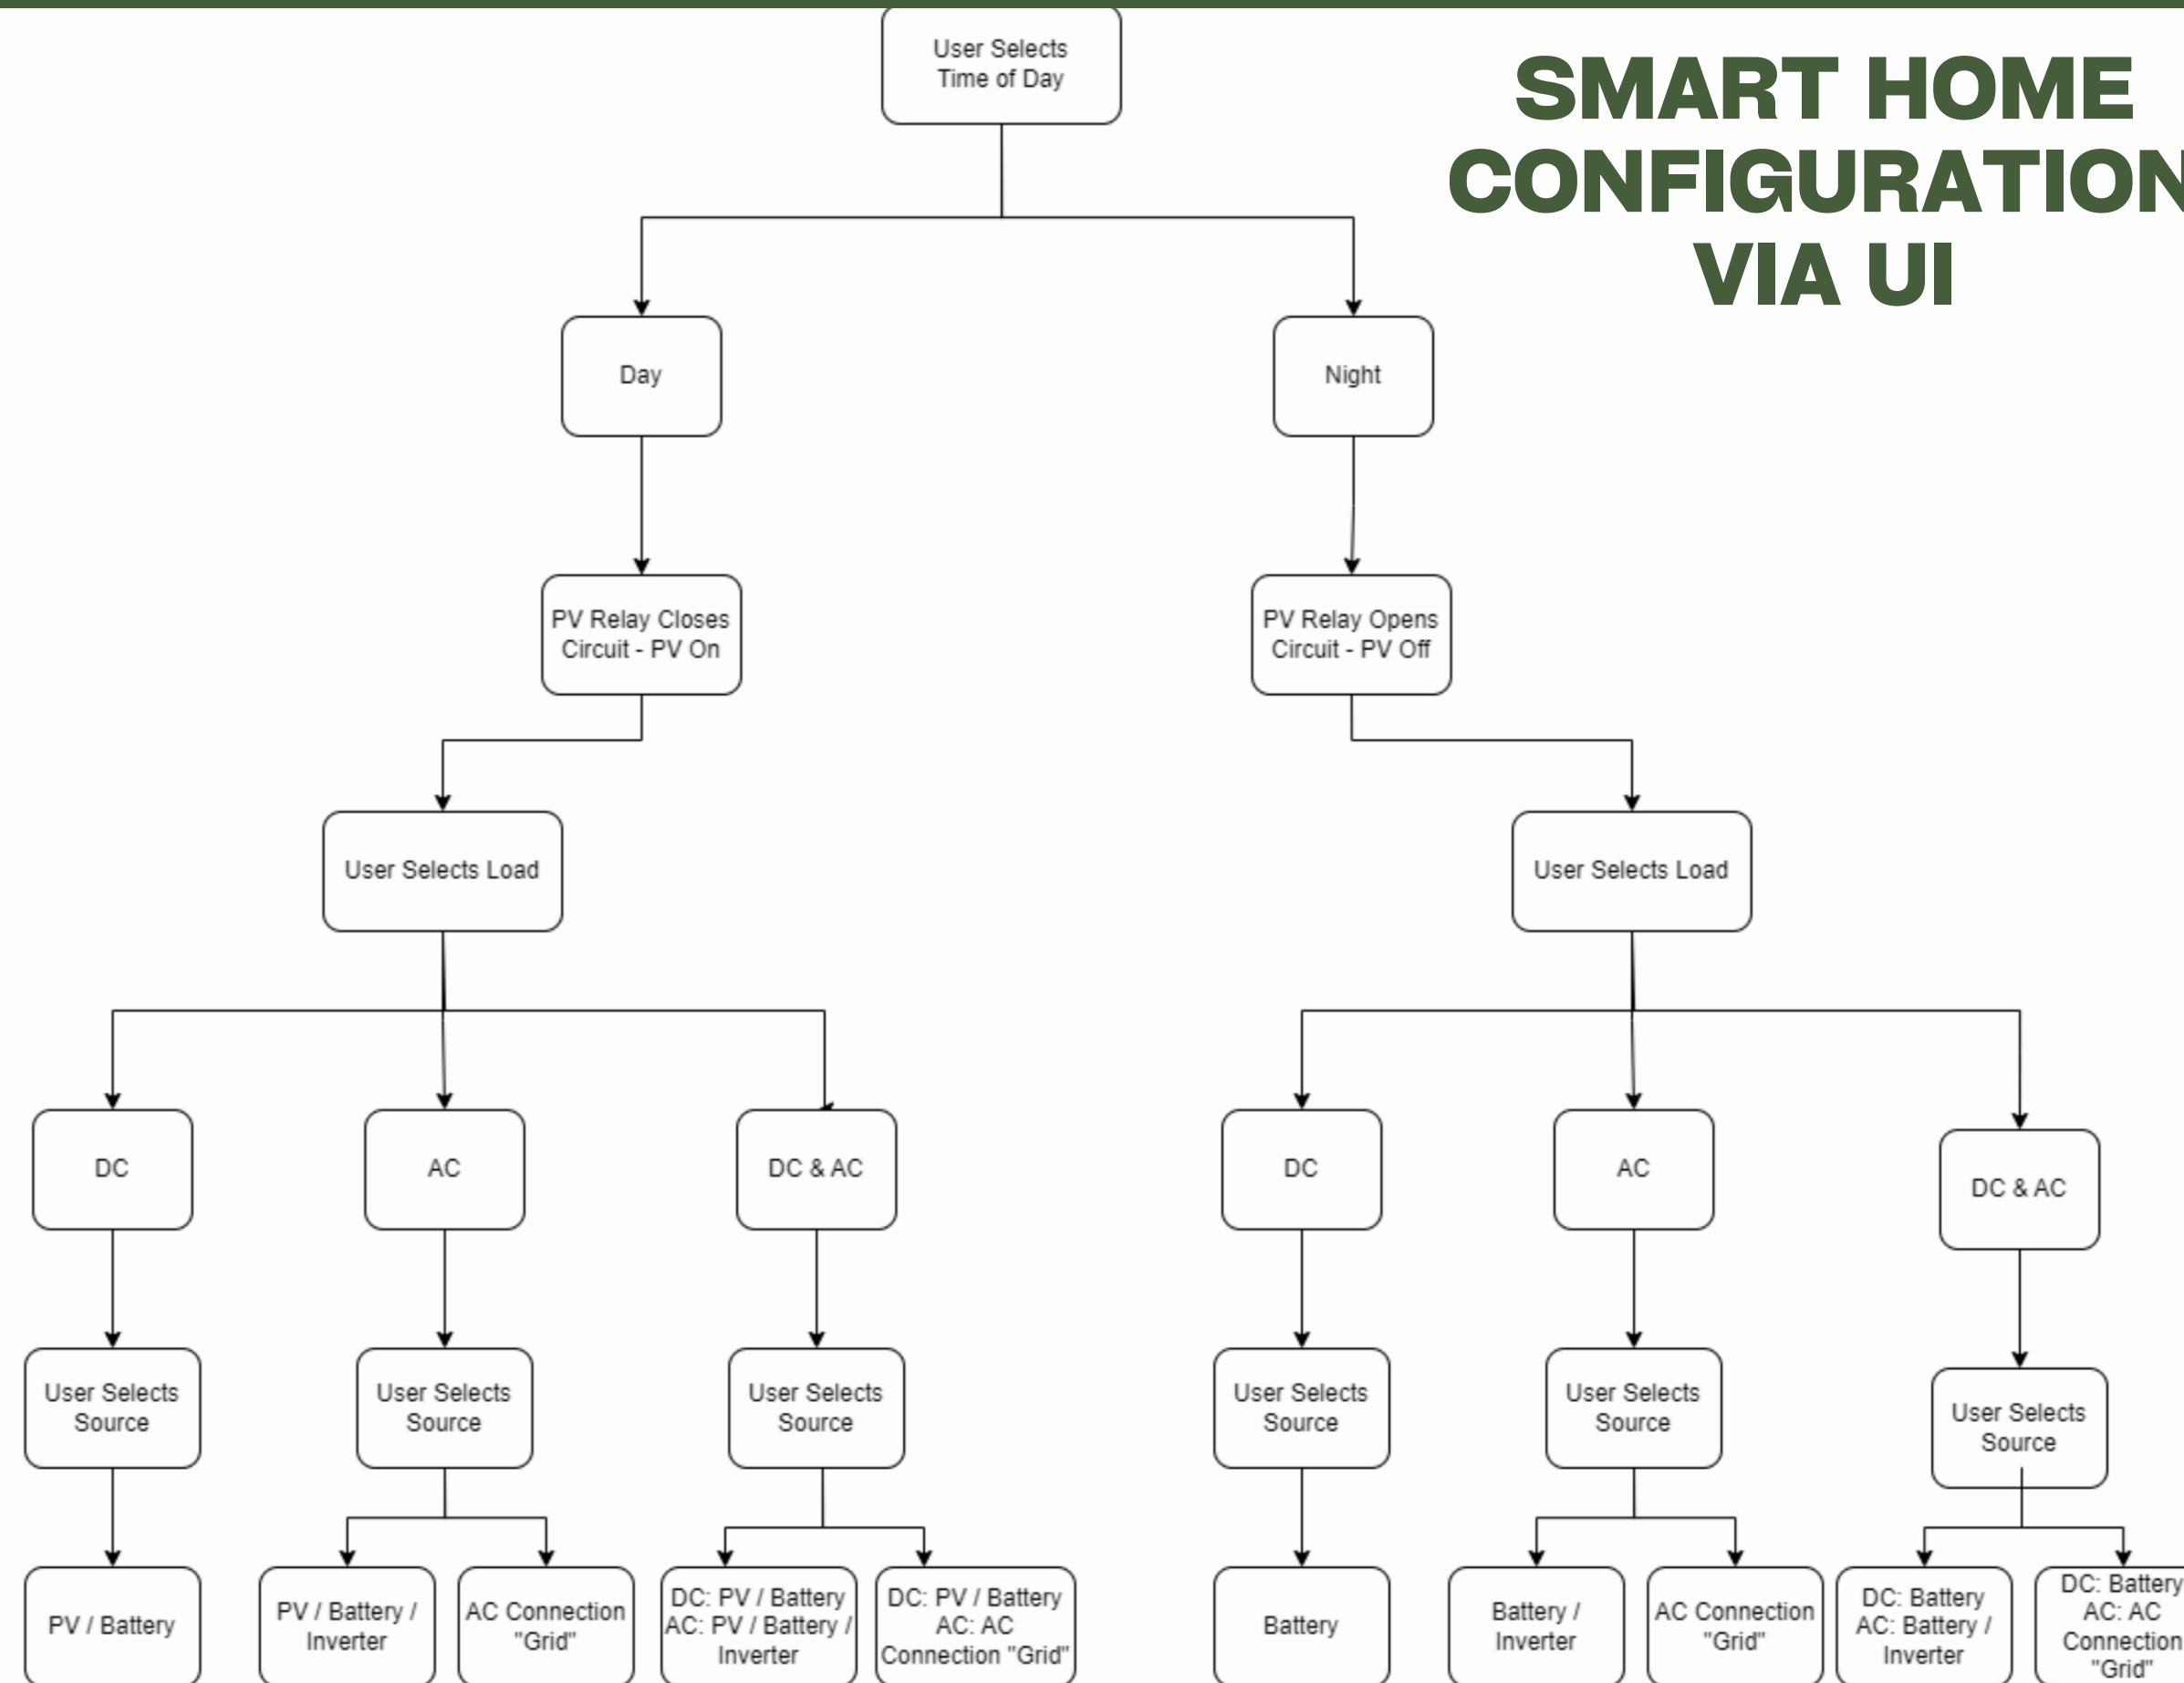 User Selects
Time of Day
SMART HOME
CONFIGURATION
VIA UI
Day
Night
PV Relay Closes
Circuit - PV On
PV Relay Opens
Circuit - PV Off
User Selects Load
User Selects Load
DC
AC
DC & AC
DC
AC
DC & AC
User Selects
Source
User Selects
Source
User Selects
Source
User Selects
Source
User Selects
Source
User Selects
Source
PV / Battery
PV / Battery /
Inverter
AC Connection
"Grid"
DC: PV / Battery
AC: PV / Battery /
Inverter
DC: PV / Battery
AC: AC
Connection "Grid"
Battery
Battery /
Inverter
AC Connection
"Grid"
DC: Battery
AC: Battery /
Inverter
DC: Battery
AC: AC
Connection
"Grid"